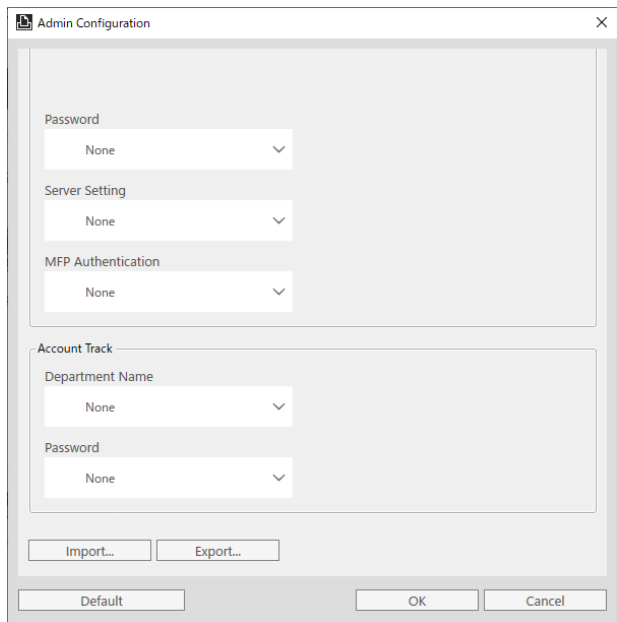 Admin Configuration
Password
None
Server Setting
None
MFP Authentication
None
Account Track
Department Name
None
Password
None
Import... Export...
Default OK Cancel